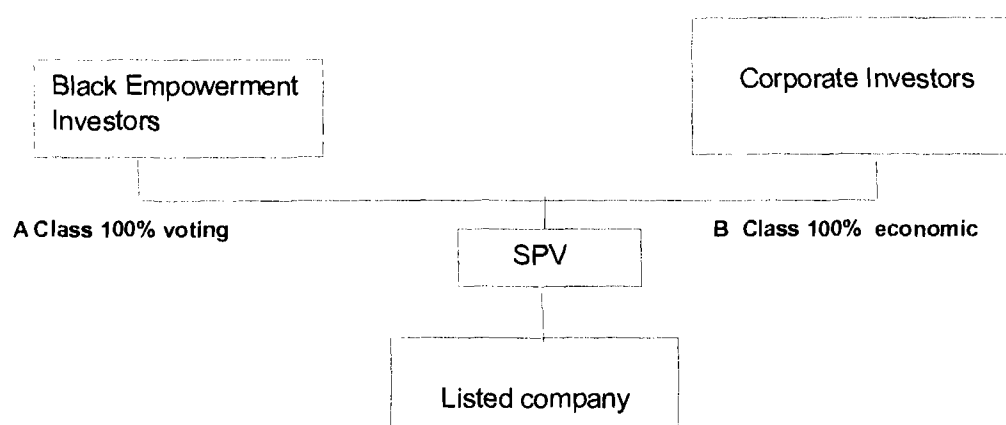 Black Empowerment
Investors
Corporate Investors
A Class 100% voting
B Class 100% economic
SPV
Listed company